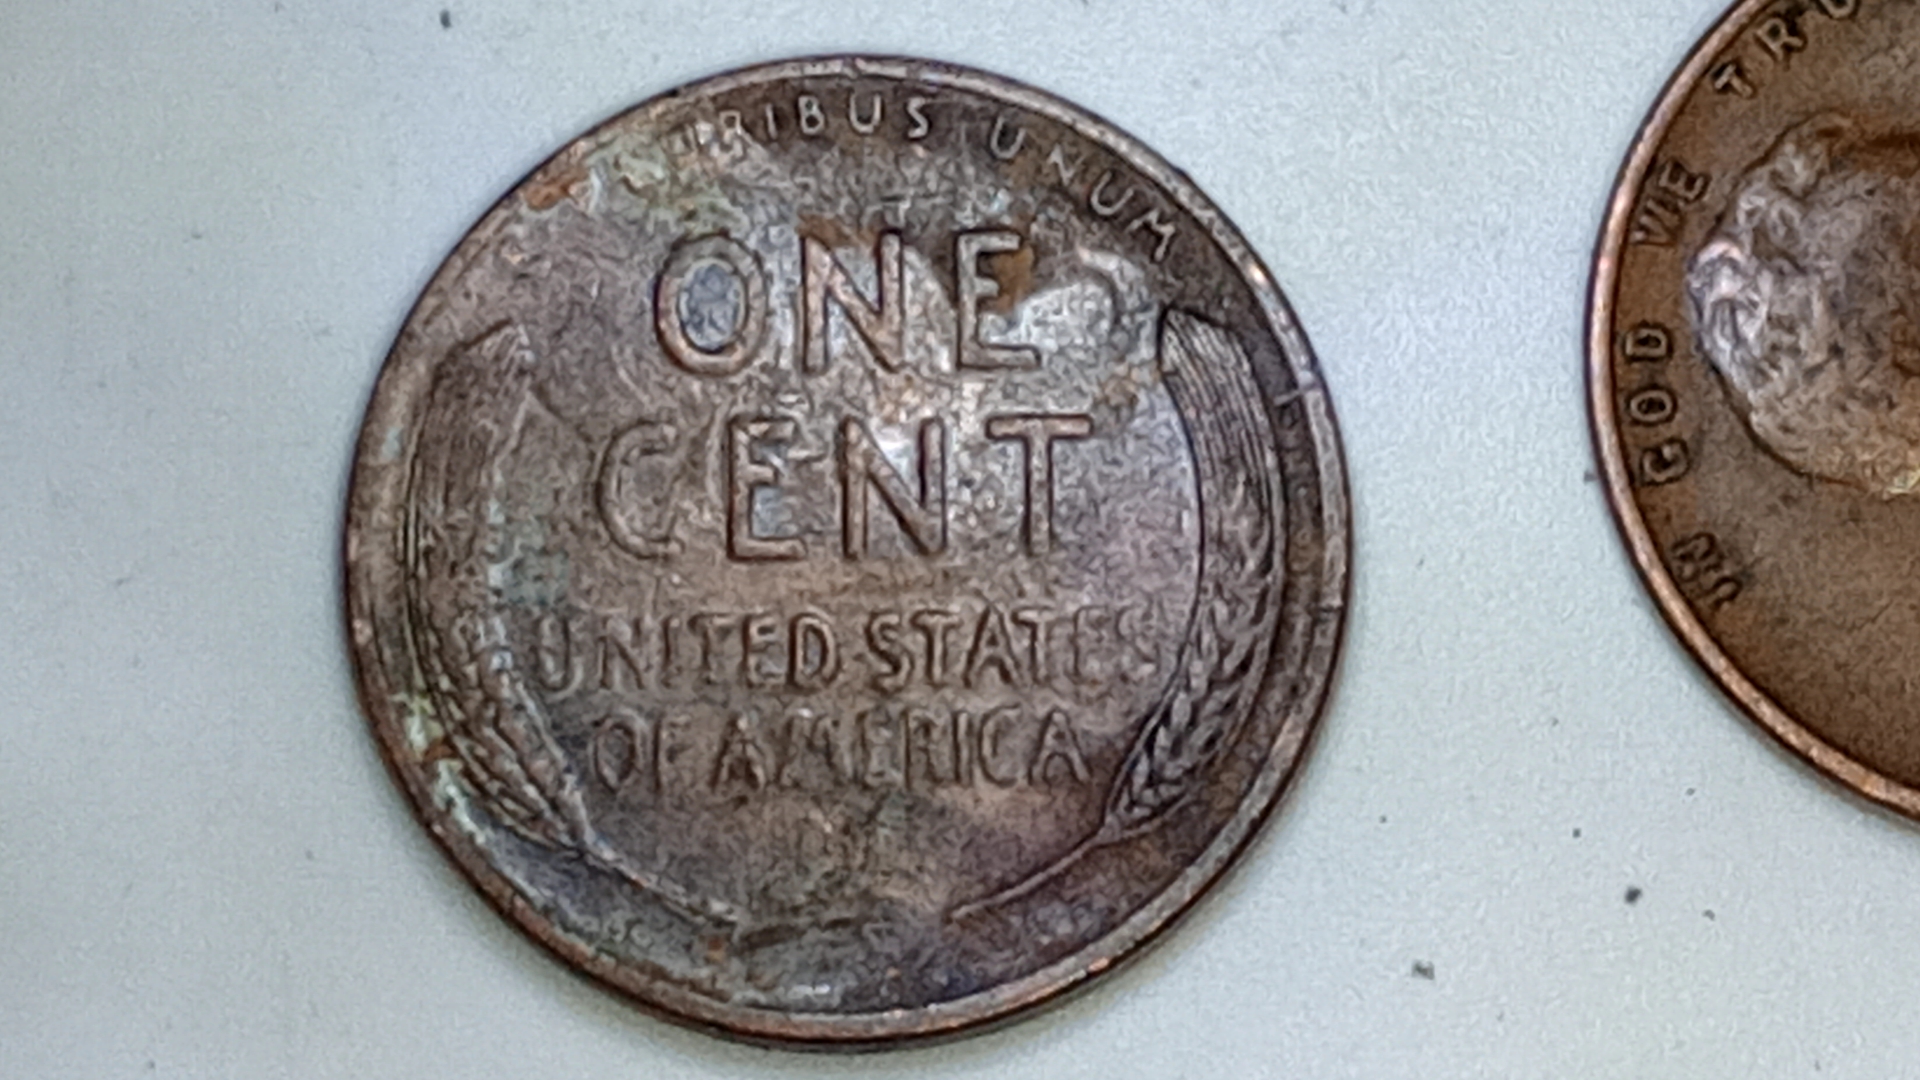 RIBUS UNUM
ONE
CENT
UNITED STATES
OF AMERICA
IN GOD WE TRU